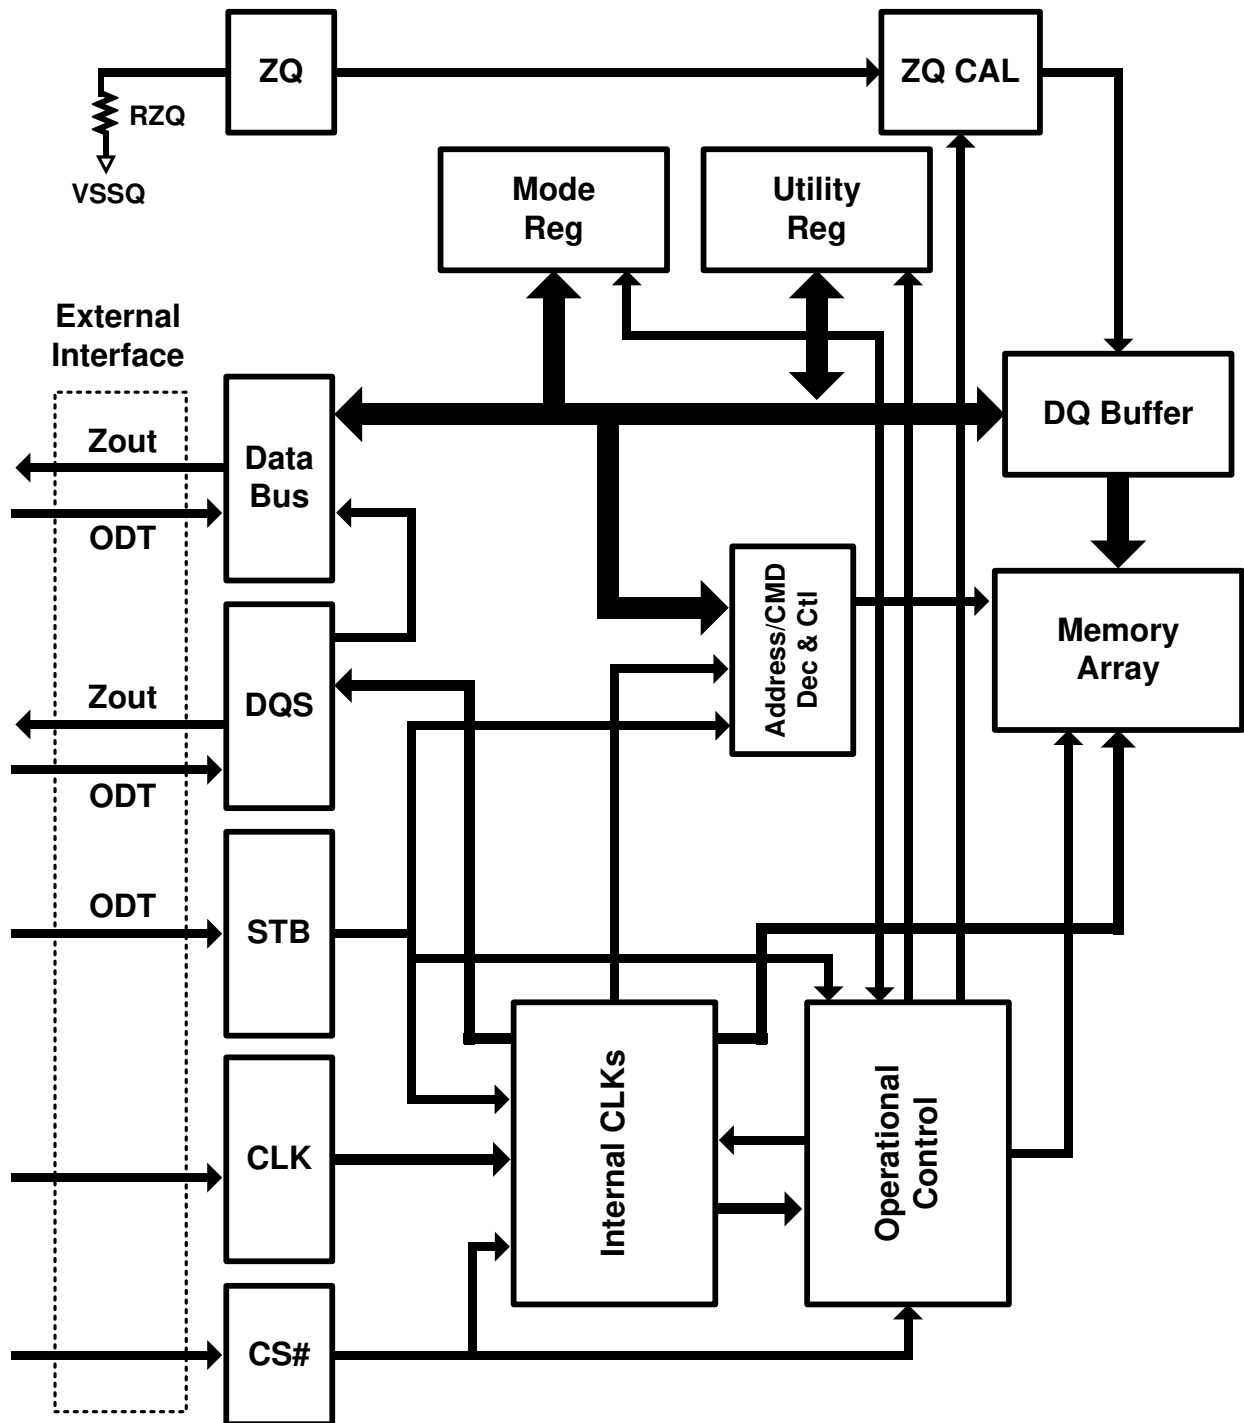 ZQ
ZQ CAL
RZQ
VSSQ
Mode
Reg
Utility
Reg
External
Interface
Zout
ODT
Data
Bus
DQ Buffer
Address/CMD
Dec & Ctl
Memory
Array
Zout
ODT
DQS
ODT
STB
CLK
Internal CLKs
Operational
Control
CS#